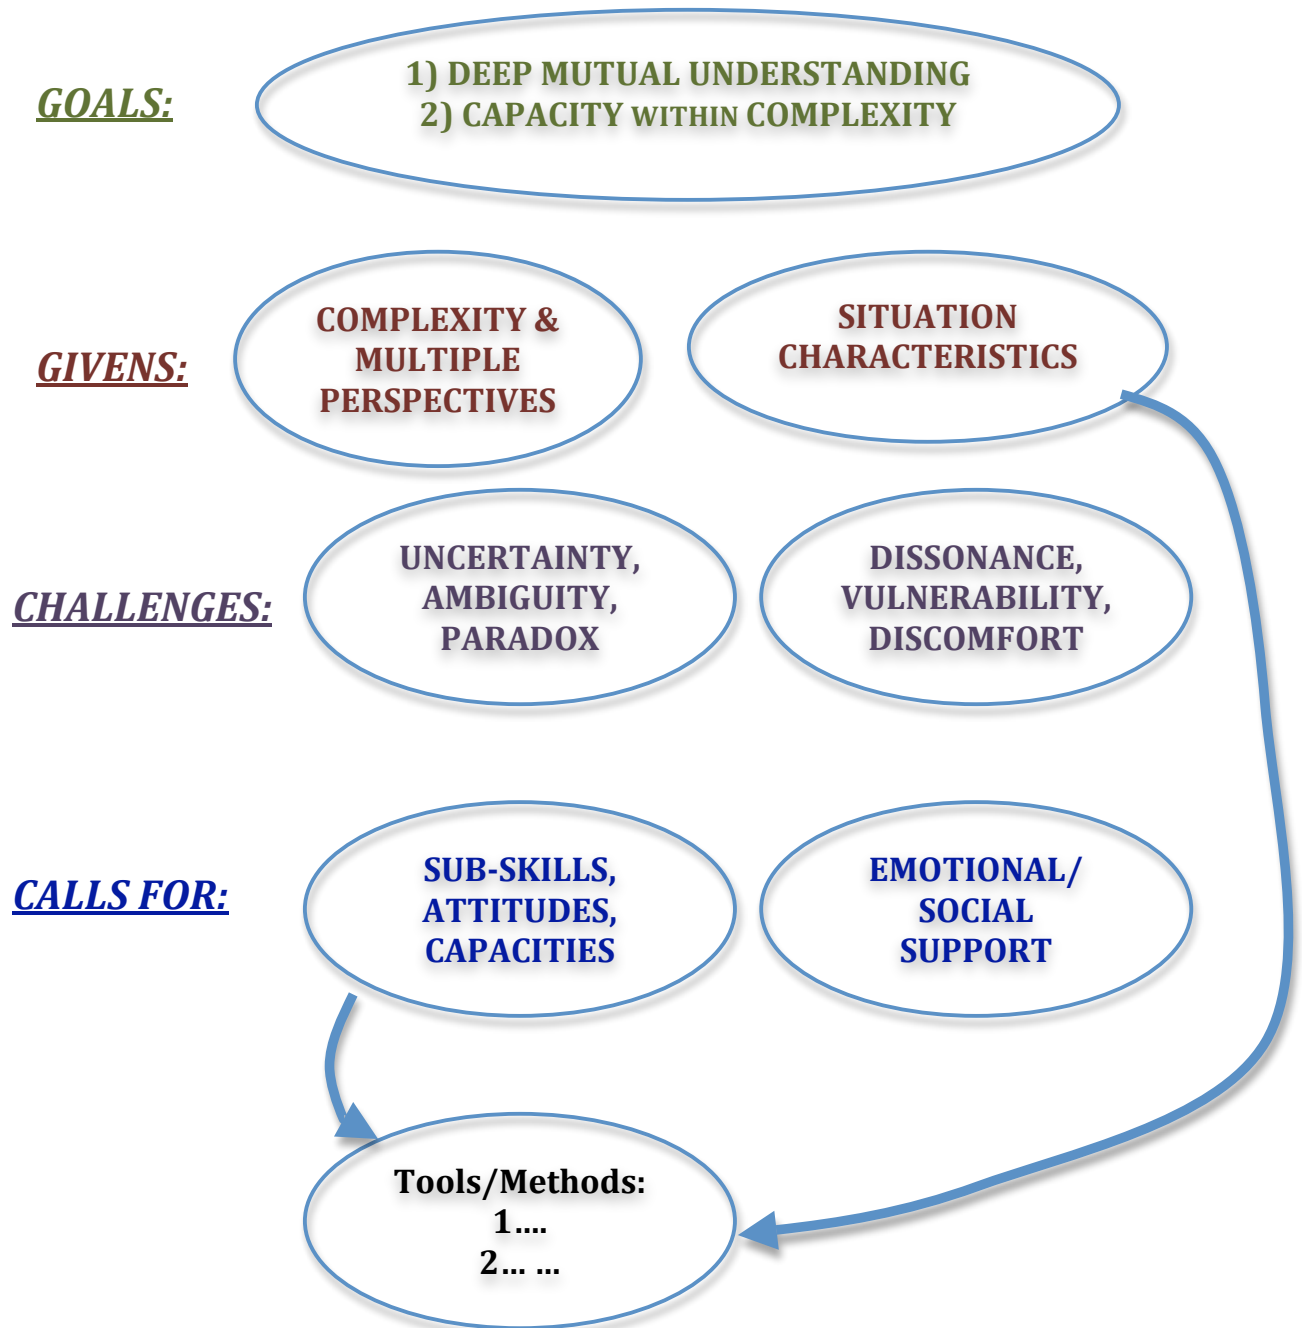 GOALS:
1) DEEP MUTUAL UNDERSTANDING
2) CAPACITY WITHIN COMPLEXITY
GIVENS:
COMPLEXITY &
MULTIPLE
PERSPECTIVES
SITUATION
CHARACTERISTICS
CHALLENGES:
UNCERTAINTY,
AMBIGUITY,
PARADOX
DISSONANCE,
VULNERABILITY,
DISCOMFORT
CALLS FOR:
SUB-SKILLS,
ATTITUDES,
CAPACITIES
EMOTIONAL/
SOCIAL
SUPPORT
Tools/Methods:
1....
2... ...